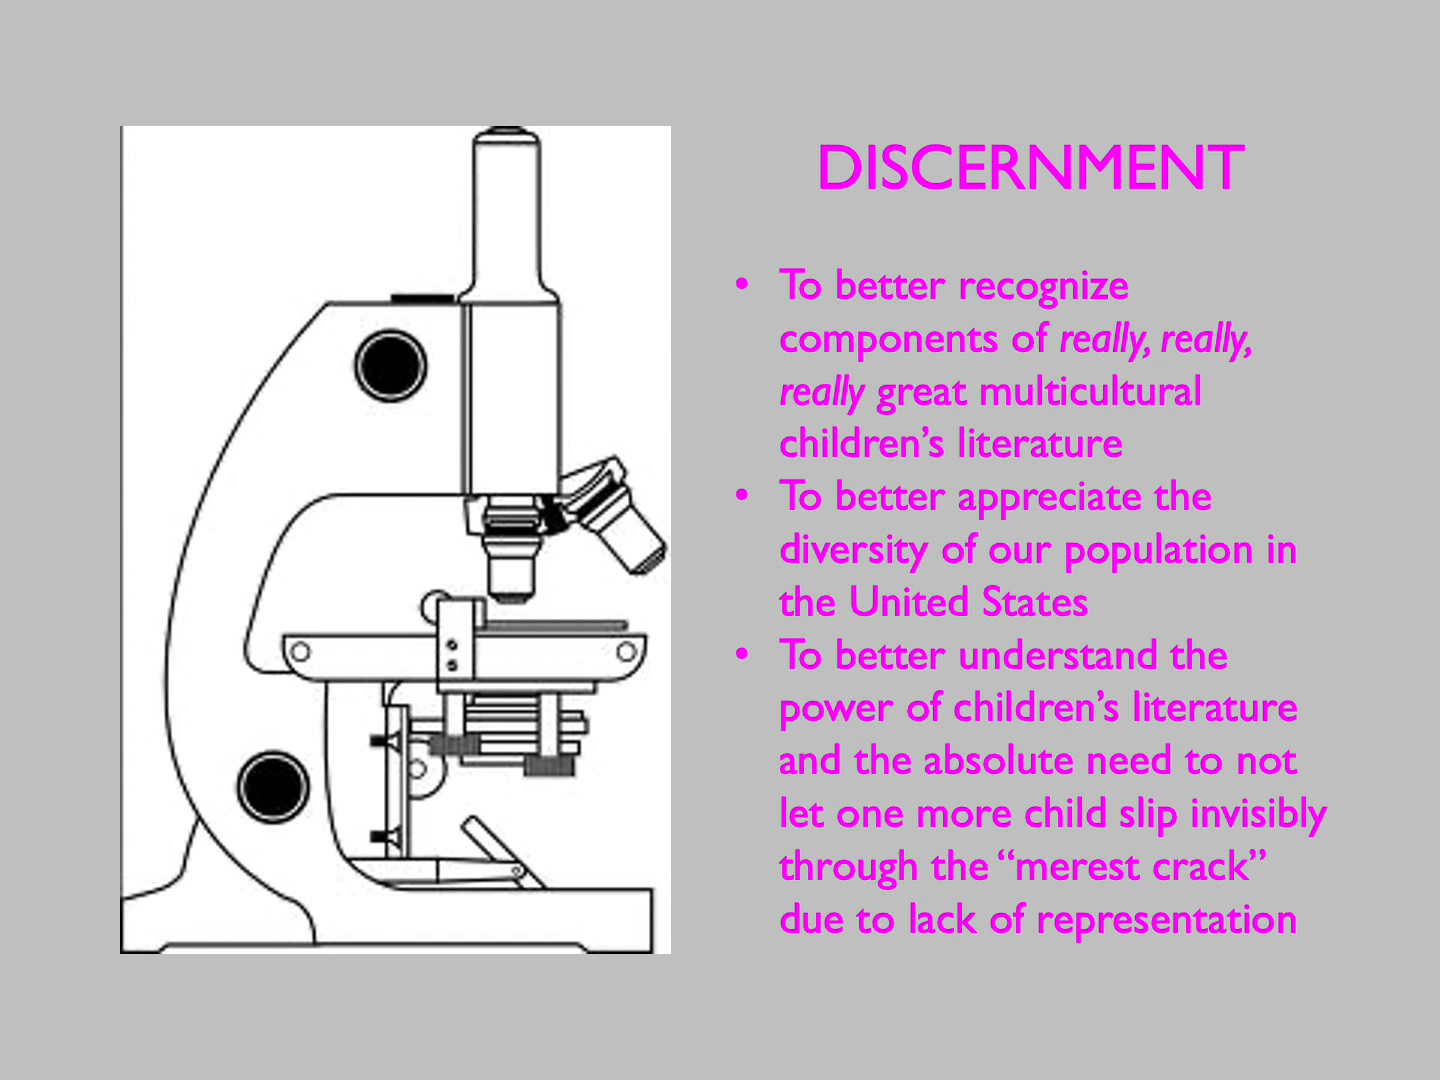 DISCERNMENT
• To better recognize
components of really, really,
really great multicultural
children’s literature
• To better appreciate the
diversity of our population in
the United States
• To better understand the
power of children’s literature
and the absolute need to not
let one more child slip invisibly
through the “merest crack”
due to lack of representation